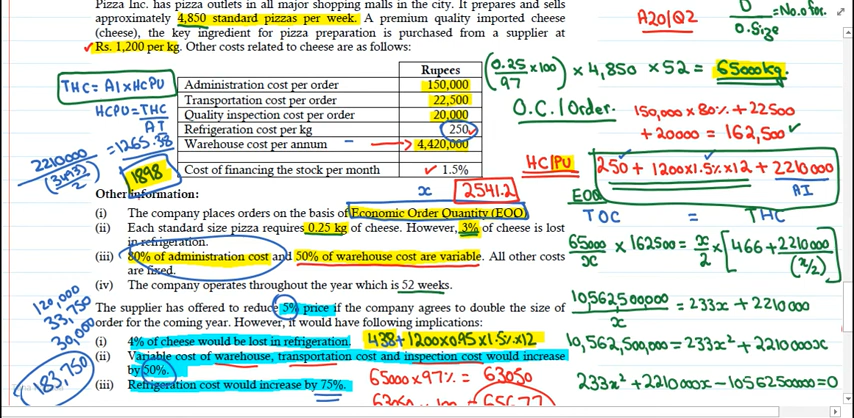 Pizza Inc. has pizza outlets in all major shopping malls in the city. It prepares and sells
approximately 4,850 standard pizzas per week. A premium quality imported cheese
(cheese), the key ingredient for pizza preparation is purchased from a supplier at
Rs. 1,200 per kg. Other costs related to cheese are as follows:
A20/Q2
D
O.Size
= No. of or.
THC = AI x HCPU
HCPU = THC
AI
= 1265.38
2210000
1898
Rupees
Administration cost per order 150,000
Transportation cost per order 22,500
Quality inspection cost per order 20,000
Refrigeration cost per kg 250
Warehouse cost per annum 4,420,000
Cost of financing the stock per month 1.5%
(0.25/97 x 100) x 4,850 x 52 = 65000kg.
O.C./Order.
150,000 x 80% + 22500
+ 20000 = 162,500
HC/PU
250 + 1200 x 1.5% x 12 + 2210000
AI
x
2541.2
Other information:
(i) The company places orders on the basis of Economic Order Quantity (EOQ)
(ii) Each standard size pizza requires 0.25 kg of cheese. However, 3% of cheese is lost
in refrigeration.
(iii) 80% of administration cost and 50% of warehouse cost are variable. All other costs
are fixed.
(iv) The company operates throughout the year which is 52 weeks.
EOQ
TOC = THC
65000/x x 162500 = x/2 x [466 + 2210000/(x/2)]
10,562,500,000/x = 233x + 2210000
10,562,500,000 = 233x² + 2210000x
233x² + 2210000x - 10562500000 = 0
120,000
33,750
30,000
183,750
The supplier has offered to reduce 5% price if the company agrees to double the size of
order for the coming year. However, it would have following implications:
(i) 4% of cheese would be lost in refrigeration.
438 + 1200 x 0.95 x 1.5% x 12
(ii) Variable cost of warehouse, transportation cost and inspection cost would increase
by 50%.
(iii) Refrigeration cost would increase by 75%.
65000 x 97% = 63050